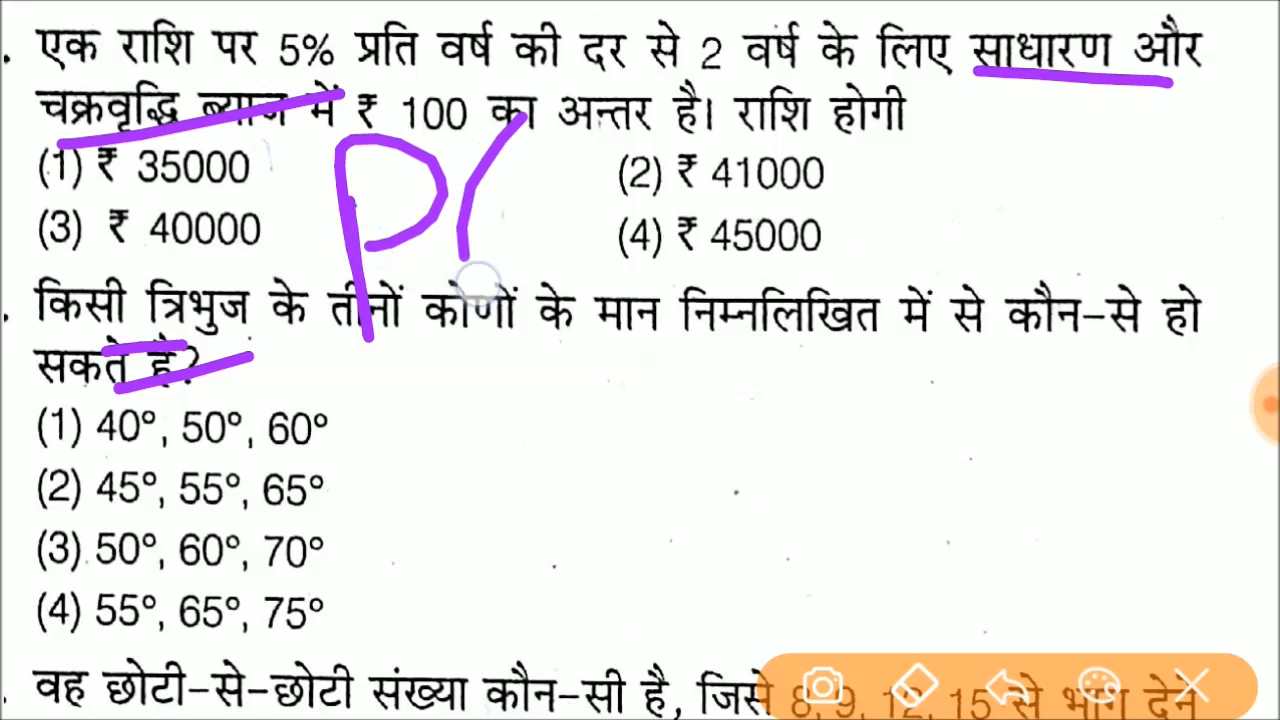 . एक राशि पर 5% प्रति वर्ष की दर से 2 वर्ष के लिए साधारण और
चक्रवृद्धि ब्याज में ₹ 100 का अन्तर है। राशि होगी
(1) ₹ 35000 (2) ₹ 41000
(3) ₹ 40000 (4) ₹ 45000
P(
. किसी त्रिभुज के तीनों कोणों के मान निम्नलिखित में से कौन-से हो
सकते है?
(1) 40°, 50°, 60°
(2) 45°, 55°, 65°
(3) 50°, 60°, 70°
(4) 55°, 65°, 75°
. वह छोटी-से-छोटी संख्या कौन-सी है, जिसे 8, 9, 12, 15 से भाग देने